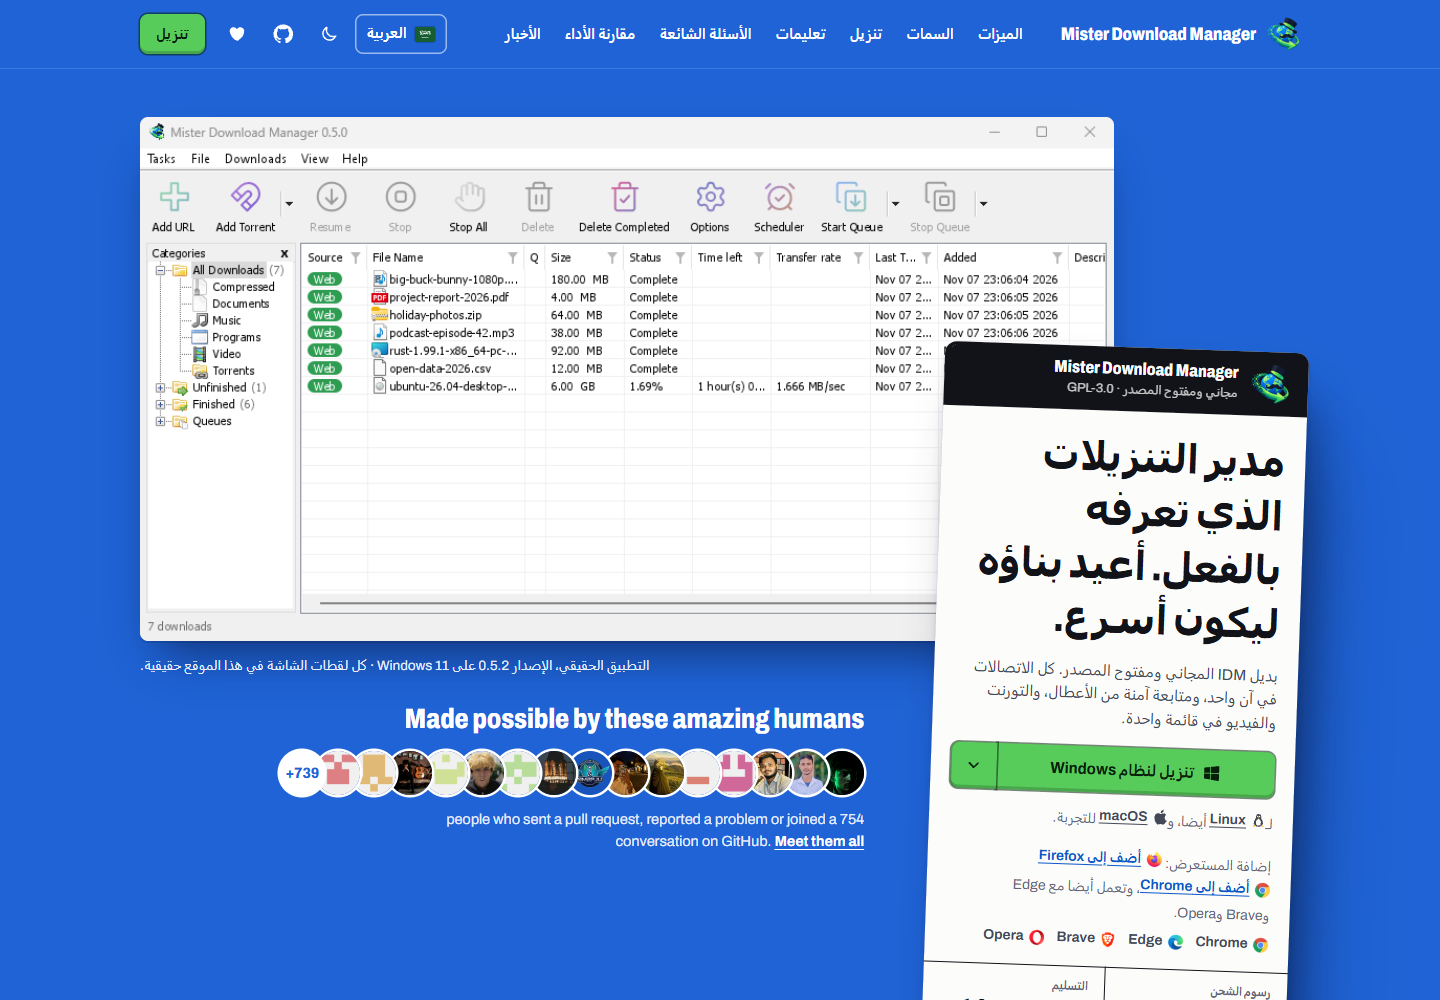 Mister Download Manager
الميزات
السمات
تنزيل
تعليمات
الأسئلة الشائعة
مقارنة الأداء
الأخبار
العربية
تنزيل
Mister Download Manager 0.5.0
Tasks File Downloads View Help
Add URL Add Torrent Resume Stop Stop All Delete Delete Completed Options Scheduler Start Queue Stop Queue
Categories x
All Downloads (7)
Compressed
Documents
Music
Programs
Video
Torrents
Unfinished (1)
Finished (6)
Queues
Source File Name Q Size Status Time left Transfer rate Last T... Added Descri
Web big-buck-bunny-1080p.... 180.00 MB Complete Nov 07 2... Nov 07 23:06:04 2026
Web project-report-2026.pdf 4.00 MB Complete Nov 07 2... Nov 07 23:06:05 2026
Web holiday-photos.zip 64.00 MB Complete Nov 07 2... Nov 07 23:06:05 2026
Web podcast-episode-42.mp3 38.00 MB Complete Nov 07 2... Nov 07 23:06:06 2026
Web rust-1.99.1-x86_64-pc-... 92.00 MB Complete Nov 07 2...
Web open-data-2026.csv 12.00 MB Complete Nov 07 2...
Web ubuntu-26.04-desktop-... 6.00 GB 1.69% 1 hour(s) 0... 1.666 MB/sec Nov 07 2...
7 downloads
التطبيق الحقيقي، الإصدار 0.5.2 على Windows 11 · كل لقطات الشاشة في هذا الموقع حقيقية.
Made possible by these amazing humans
+739
people who sent a pull request, reported a problem or joined a 754
conversation on GitHub. Meet them all
Mister Download Manager
مجاني ومفتوح المصدر · GPL-3.0
مدير التنزيلات
الذي تعرفه
بالفعل. أعيد بناؤه
ليكون أسرع.
بديل IDM المجاني ومفتوح المصدر. كل الاتصالات
في آن واحد، ومتابعة آمنة من الأعطال، والتورنت
والفيديو في قائمة واحدة.
تنزيل لنظام Windows
لـ Linux أيضا، و macOS للتجربة.
إضافة المستعرض: أضف إلى Firefox
أضف إلى Chrome، وتعمل أيضا مع Edge
وBrave وOpera.
Chrome Edge Brave Opera
رسوم الشحن
التسليم